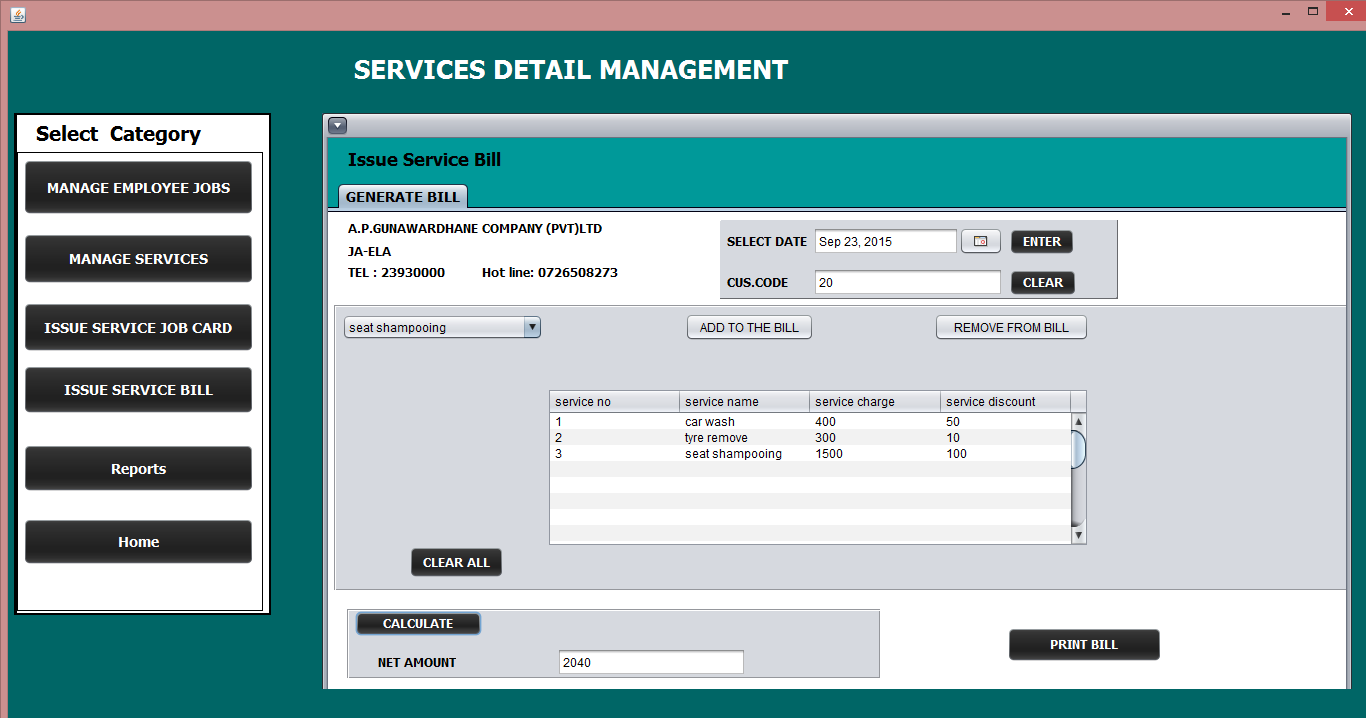 SERVICES DETAIL MANAGEMENT
Select Category
MANAGE EMPLOYEE JOBS
MANAGE SERVICES
ISSUE SERVICE JOB CARD
ISSUE SERVICE BILL
Reports
Home
Issue Service Bill
GENERATE BILL
A.P.GUNAWARDHANE COMPANY (PVT)LTD
JA-ELA
TEL : 23930000 Hot line: 0726508273
SELECT DATE Sep 23, 2015 ENTER
CUS.CODE 20 CLEAR
seat shampooing ADD TO THE BILL REMOVE FROM BILL
service no service name service charge service discount
1 car wash 400 50
2 tyre remove 300 10
3 seat shampooing 1500 100
CLEAR ALL
CALCULATE
NET AMOUNT 2040
PRINT BILL